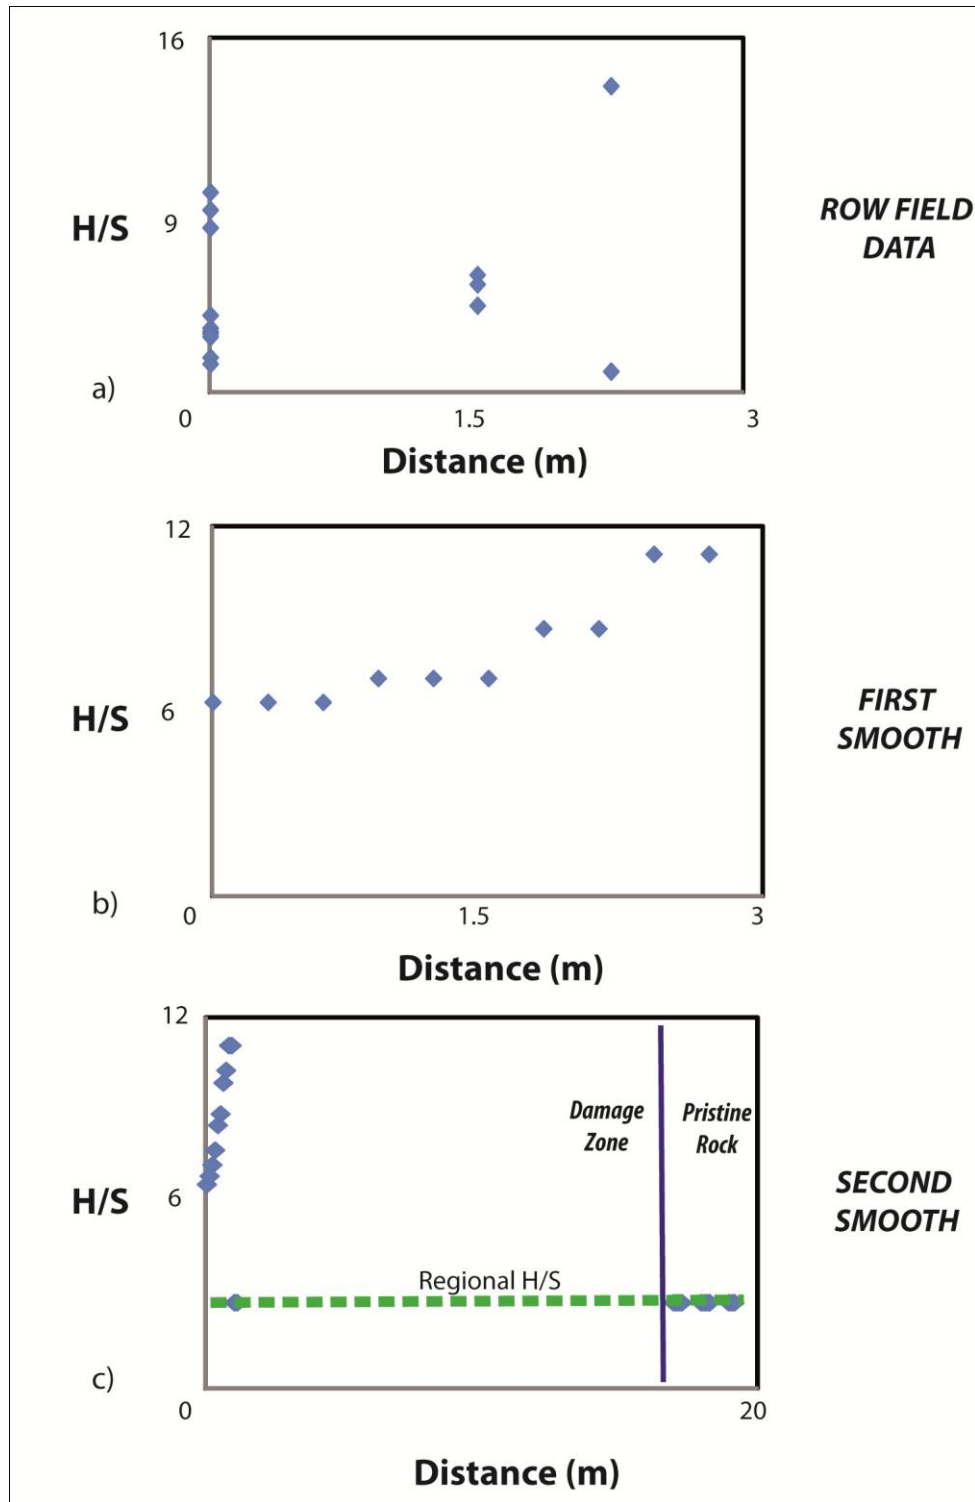 16
H/S
9
ROW FIELD
DATA
a)
0
1.5
3
Distance (m)
12
H/S
6
FIRST
SMOOTH
b)
0
1.5
3
Distance (m)
12
Damage
Zone
Pristine
Rock
H/S
6
SECOND
SMOOTH
Regional H/S
c)
0
20
Distance (m)